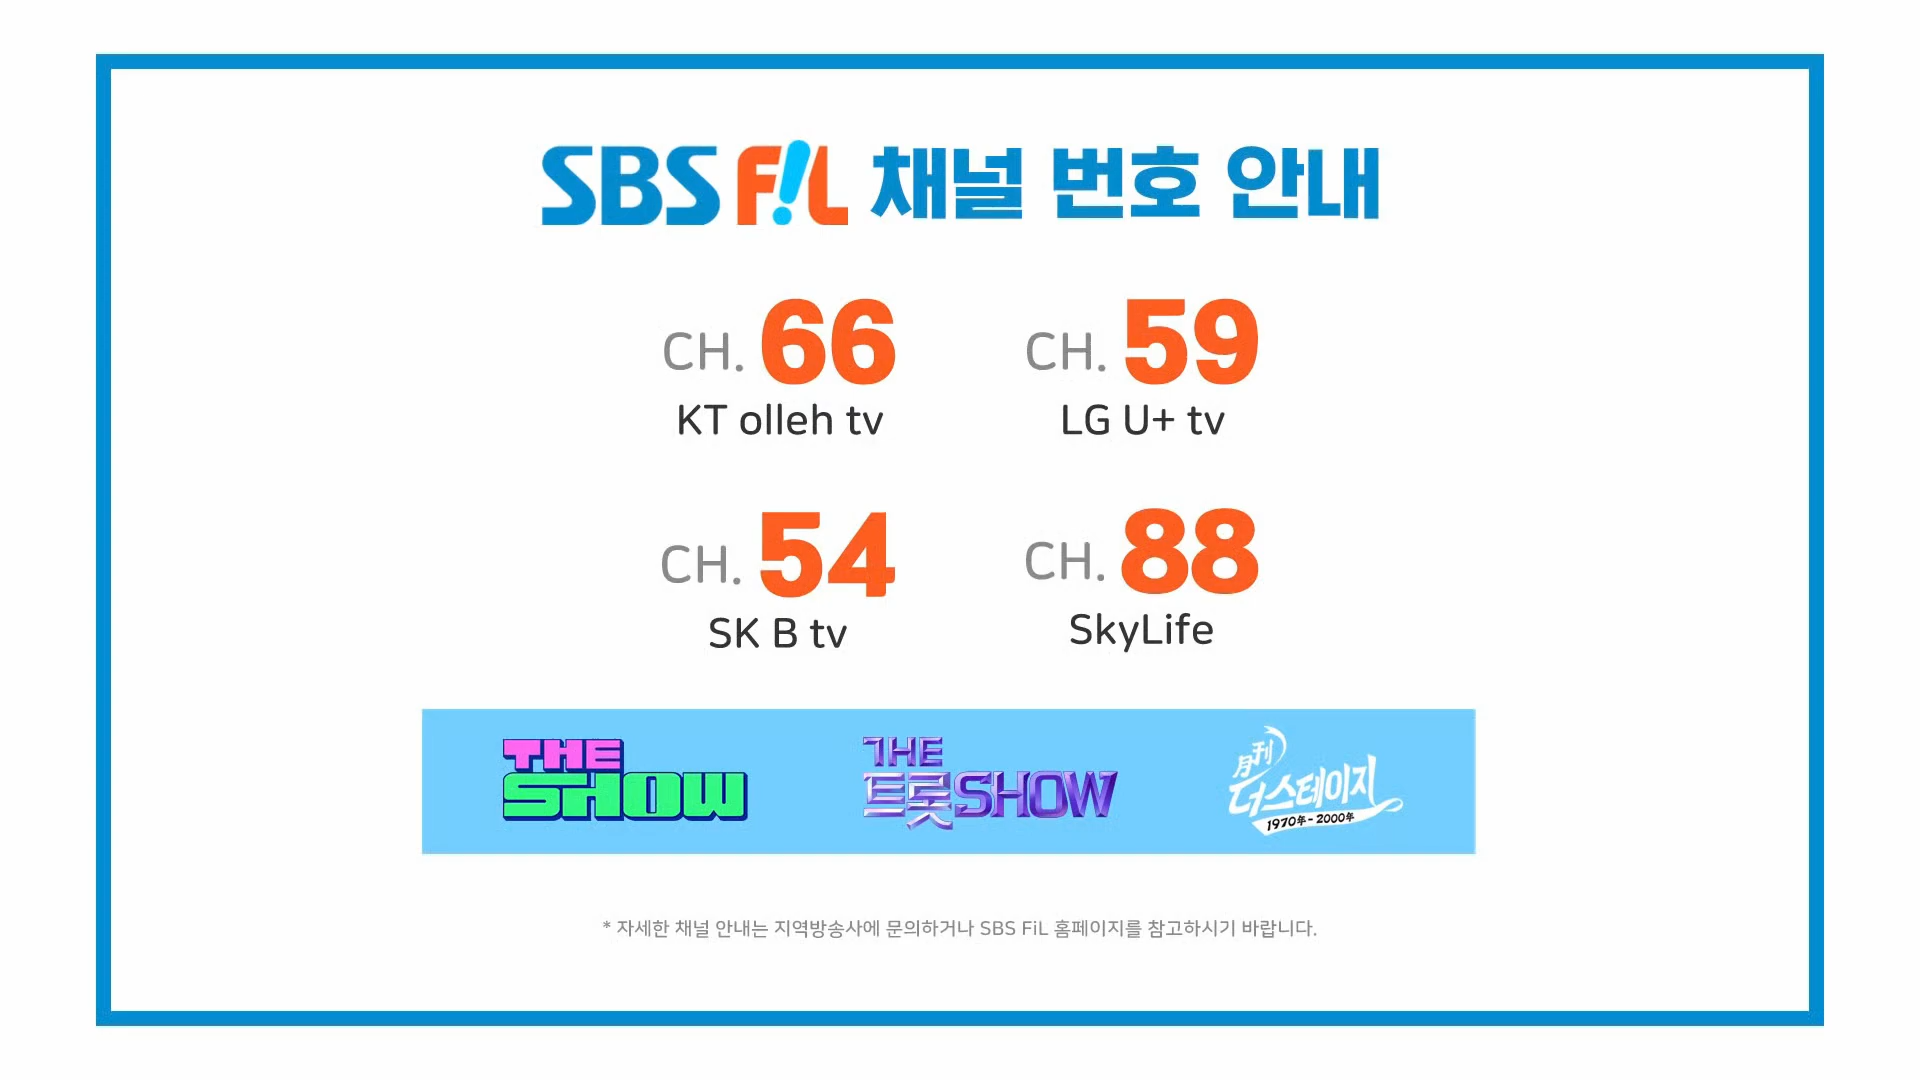 SBS F!L 채널 번호 안내
CH. 66
KT olleh tv
CH. 59
LG U+ tv
CH. 54
SK B tv
CH. 88
SkyLife
THE
SHOW
THE
트롯SHOW
月刊
더스테이지
1970年-2000年
* 자세한 채널 안내는 지역방송사에 문의하거나 SBS FiL 홈페이지를 참고하시기 바랍니다.